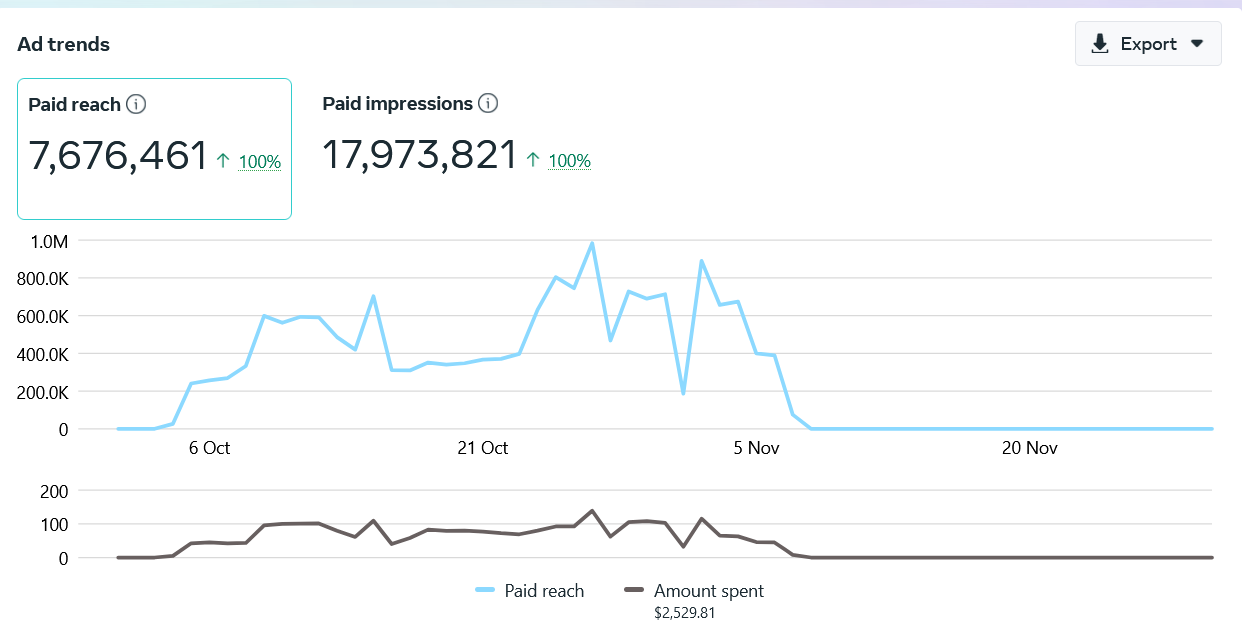 Ad trends
Export
Paid reach
7,676,461 ↑ 100%
Paid impressions
17,973,821 ↑ 100%
1.0M
800.0K
600.0K
400.0K
200.0K
0
6 Oct
21 Oct
5 Nov
20 Nov
200
100
0
Paid reach
Amount spent
$2,529.81